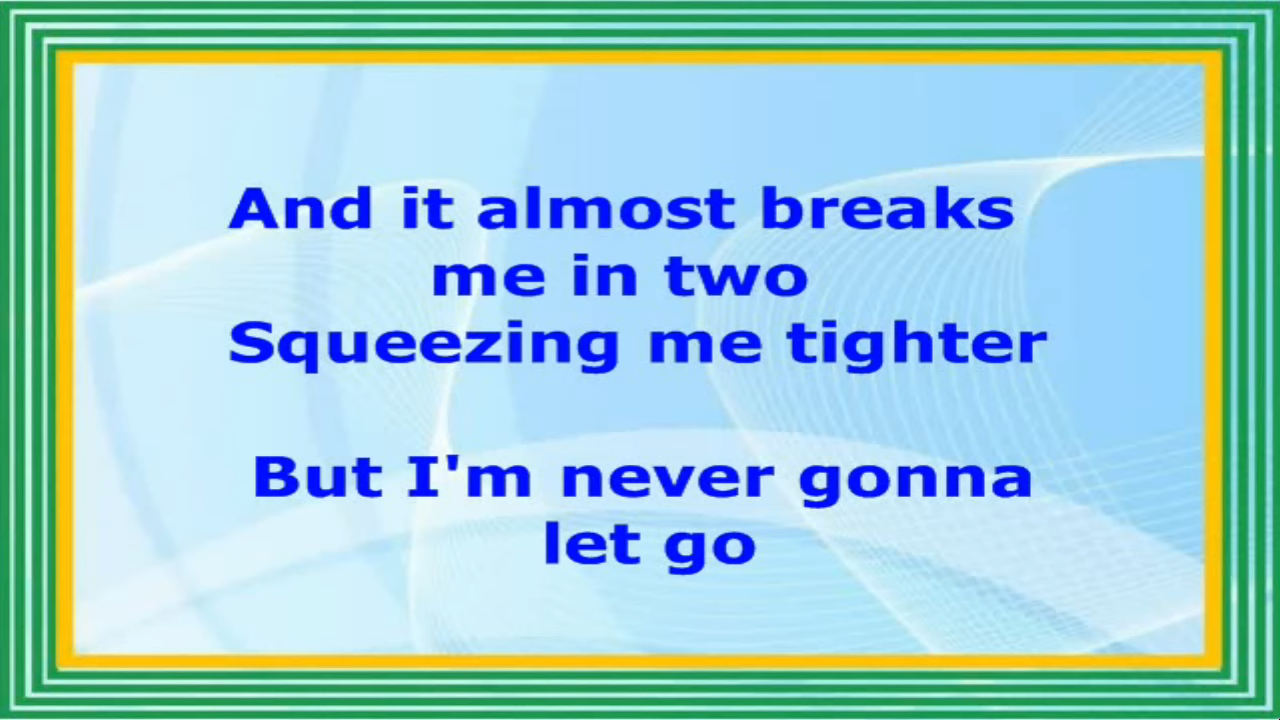 And it almost breaks
me in two
Squeezing me tighter
But I'm never gonna
let go